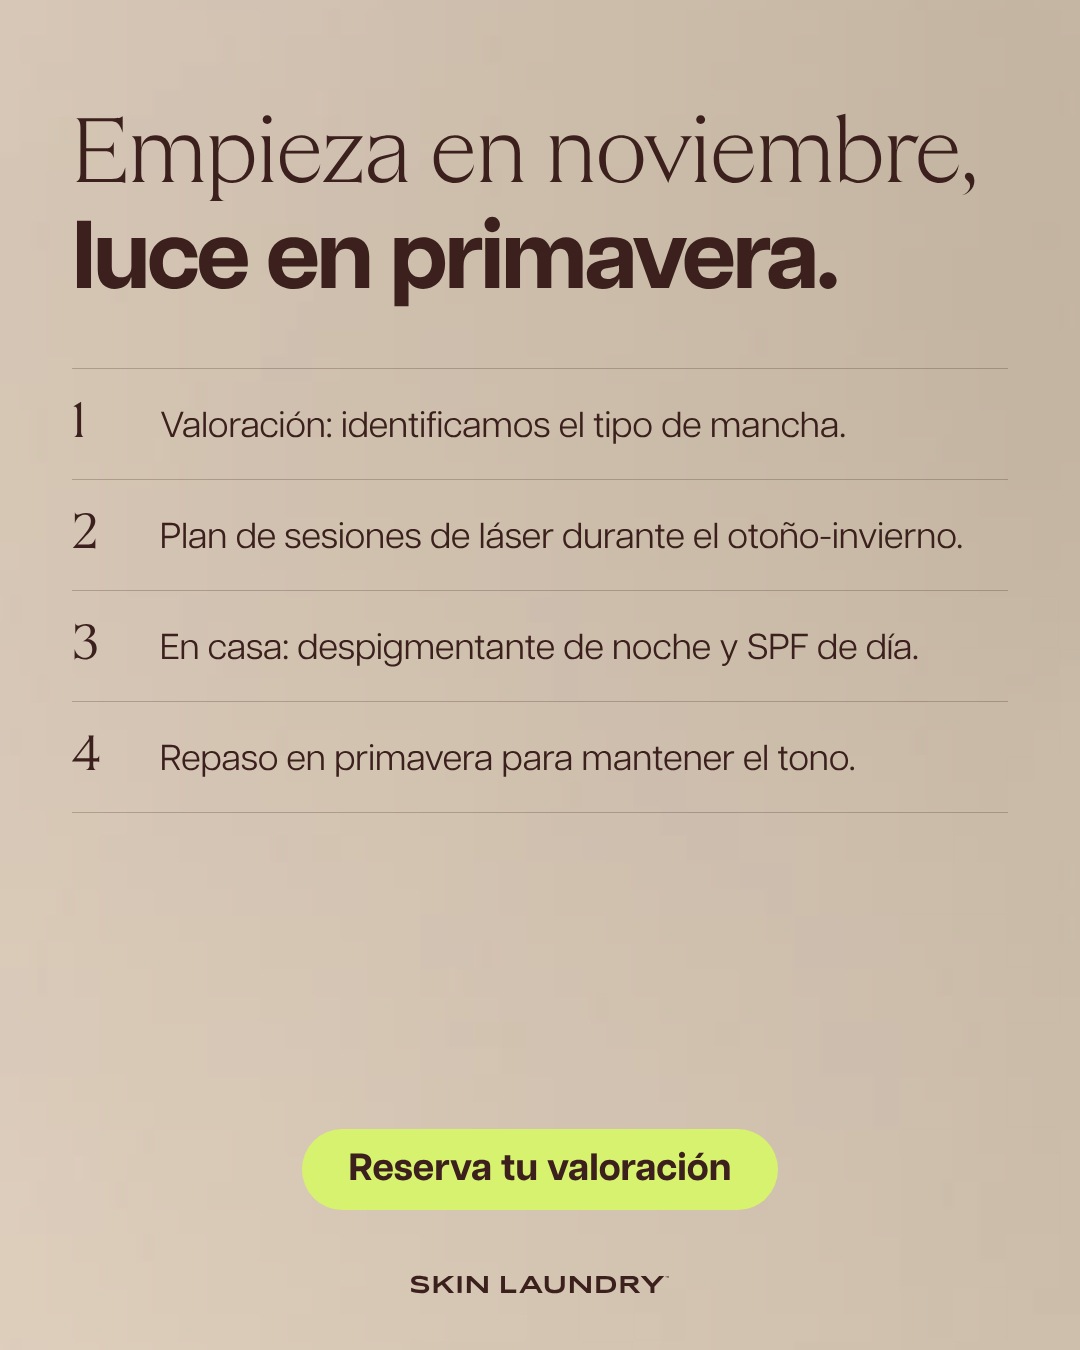 Empieza en noviembre,
luce en primavera.
1 Valoración: identificamos el tipo de mancha.
2 Plan de sesiones de láser durante el otoño-invierno.
3 En casa: despigmentante de noche y SPF de día.
4 Repaso en primavera para mantener el tono.
Reserva tu valoración
SKIN LAUNDRY™